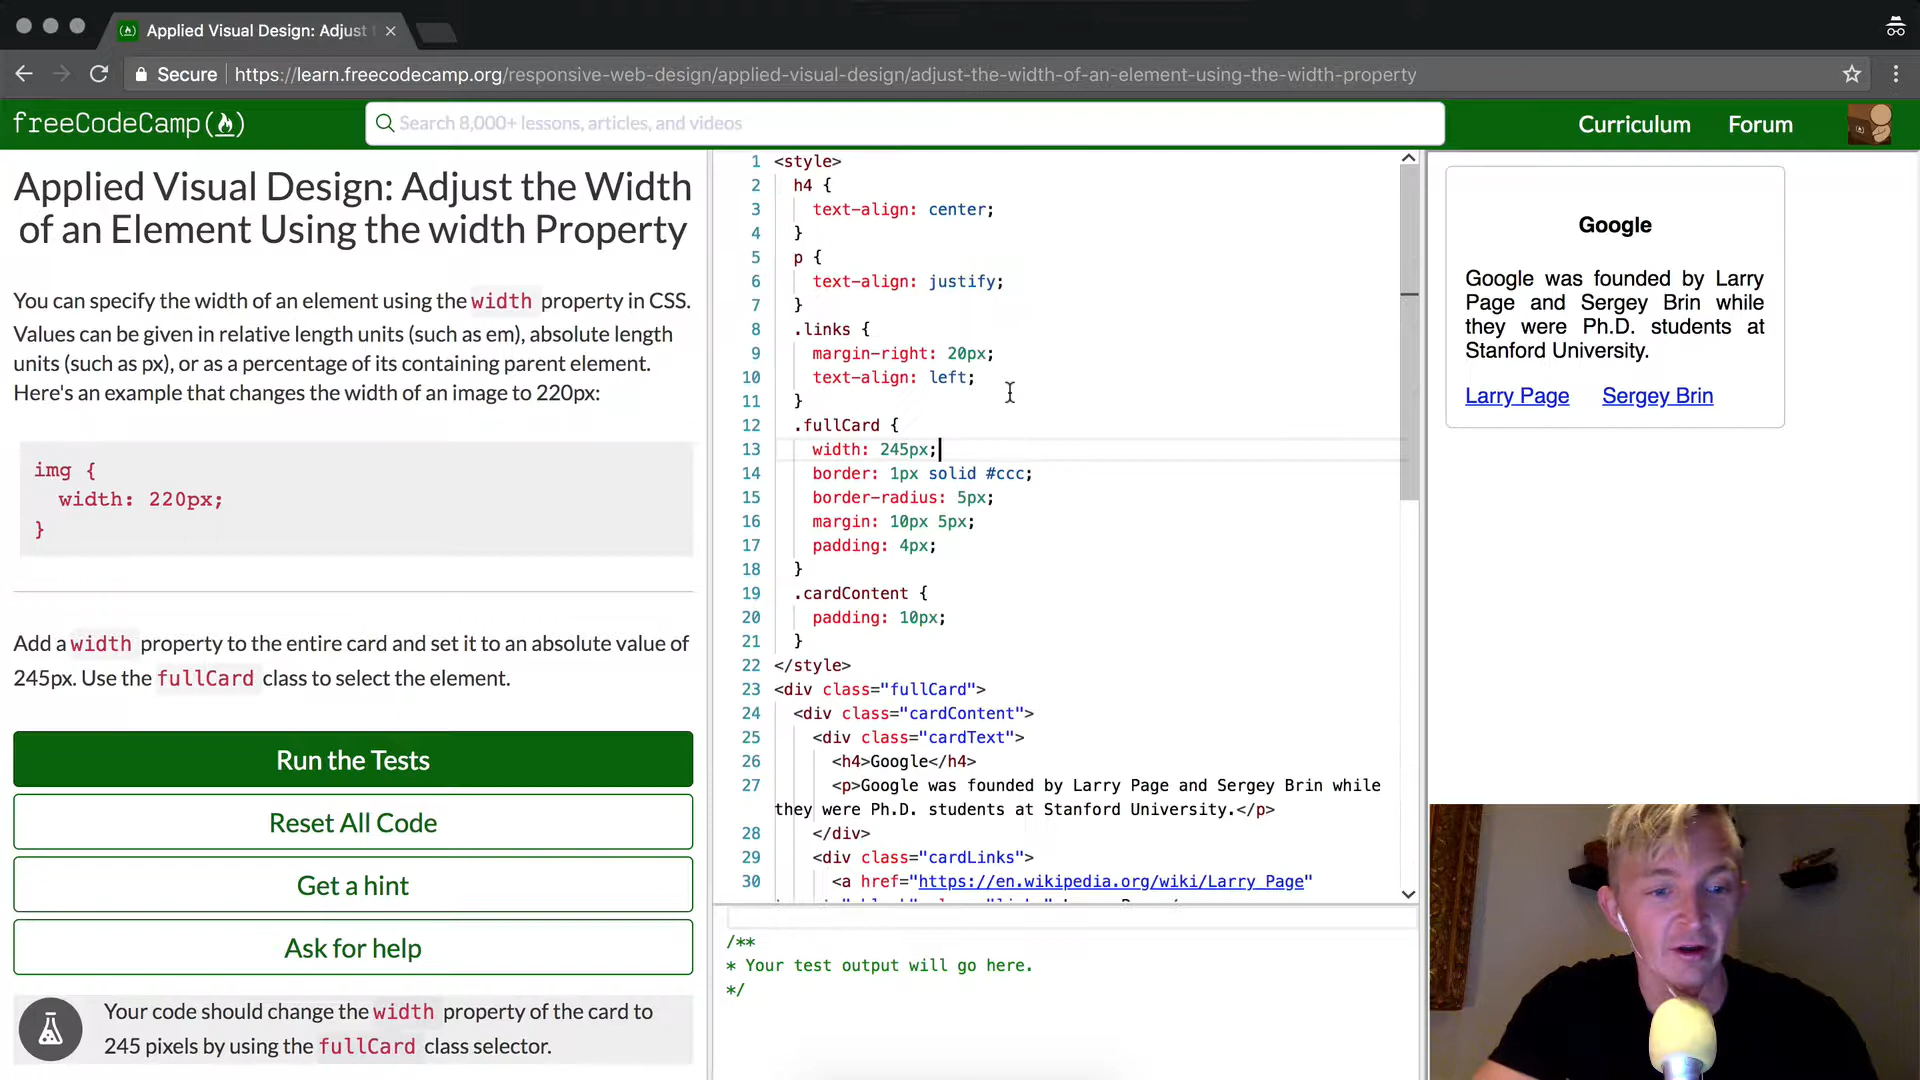 Applied Visual Design: Adjust t
Secure
https://learn.freecodecamp.org/responsive-web-design/applied-visual-design/adjust-the-width-of-an-element-using-the-width-property
freeCodeCamp
Search 8,000+ lessons, articles, and videos
Curriculum
Forum
Applied Visual Design: Adjust the Width
of an Element Using the width Property
You can specify the width of an element using the width property in CSS.
Values can be given in relative length units (such as em), absolute length
units (such as px), or as a percentage of its containing parent element.
Here's an example that changes the width of an image to 220px:
img {
width: 220px;
}
Add a width property to the entire card and set it to an absolute value of
245px. Use the fullCard class to select the element.
Run the Tests
Reset All Code
Get a hint
Ask for help
Your code should change the width property of the card to
245 pixels by using the fullCard class selector.
1 <style>
2 h4 {
3 text-align: center;
4 }
5 p {
6 text-align: justify;
7 }
8 .links {
9 margin-right: 20px;
10 text-align: left;
11 }
12 .fullCard {
13 width: 245px;
14 border: 1px solid #ccc;
15 border-radius: 5px;
16 margin: 10px 5px;
17 padding: 4px;
18 }
19 .cardContent {
20 padding: 10px;
21 }
22 </style>
23 <div class="fullCard">
24 <div class="cardContent">
25 <div class="cardText">
26 <h4>Google</h4>
27 <p>Google was founded by Larry Page and Sergey Brin while
they were Ph.D. students at Stanford University.</p>
28 </div>
29 <div class="cardLinks">
30 <a href="https://en.wikipedia.org/wiki/Larry_Page"
/**
* Your test output will go here.
*/
Google
Google was founded by Larry
Page and Sergey Brin while
they were Ph.D. students at
Stanford University.
Larry Page Sergey Brin